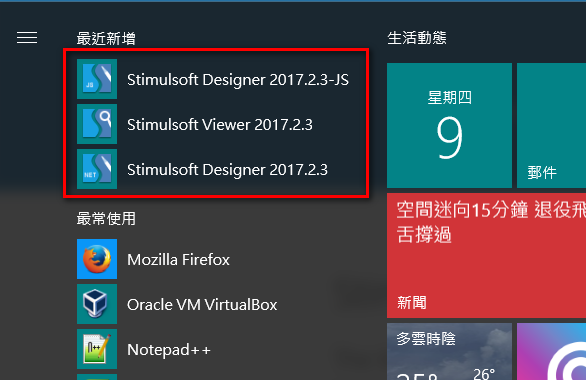 最近新增
生活動態
JS
Stimulsoft Designer 2017.2.3-JS
Stimulsoft Viewer 2017.2.3
NET
Stimulsoft Designer 2017.2.3
星期四
9
郵件
空間迷向15分鐘 退役飛
舌撐過
新聞
最常使用
Mozilla Firefox
Oracle VM VirtualBox
Notepad++
多雲時陰
26°